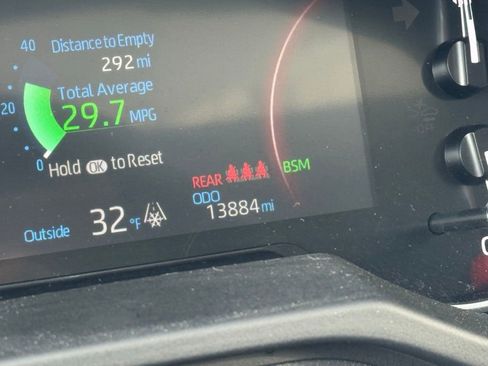 40
Distance to Empty
292 mi
Total Average
20
29.7 MPG
0
Hold OK to Reset
REAR
BSM
ODO
Outside 32 °F
13884 mi